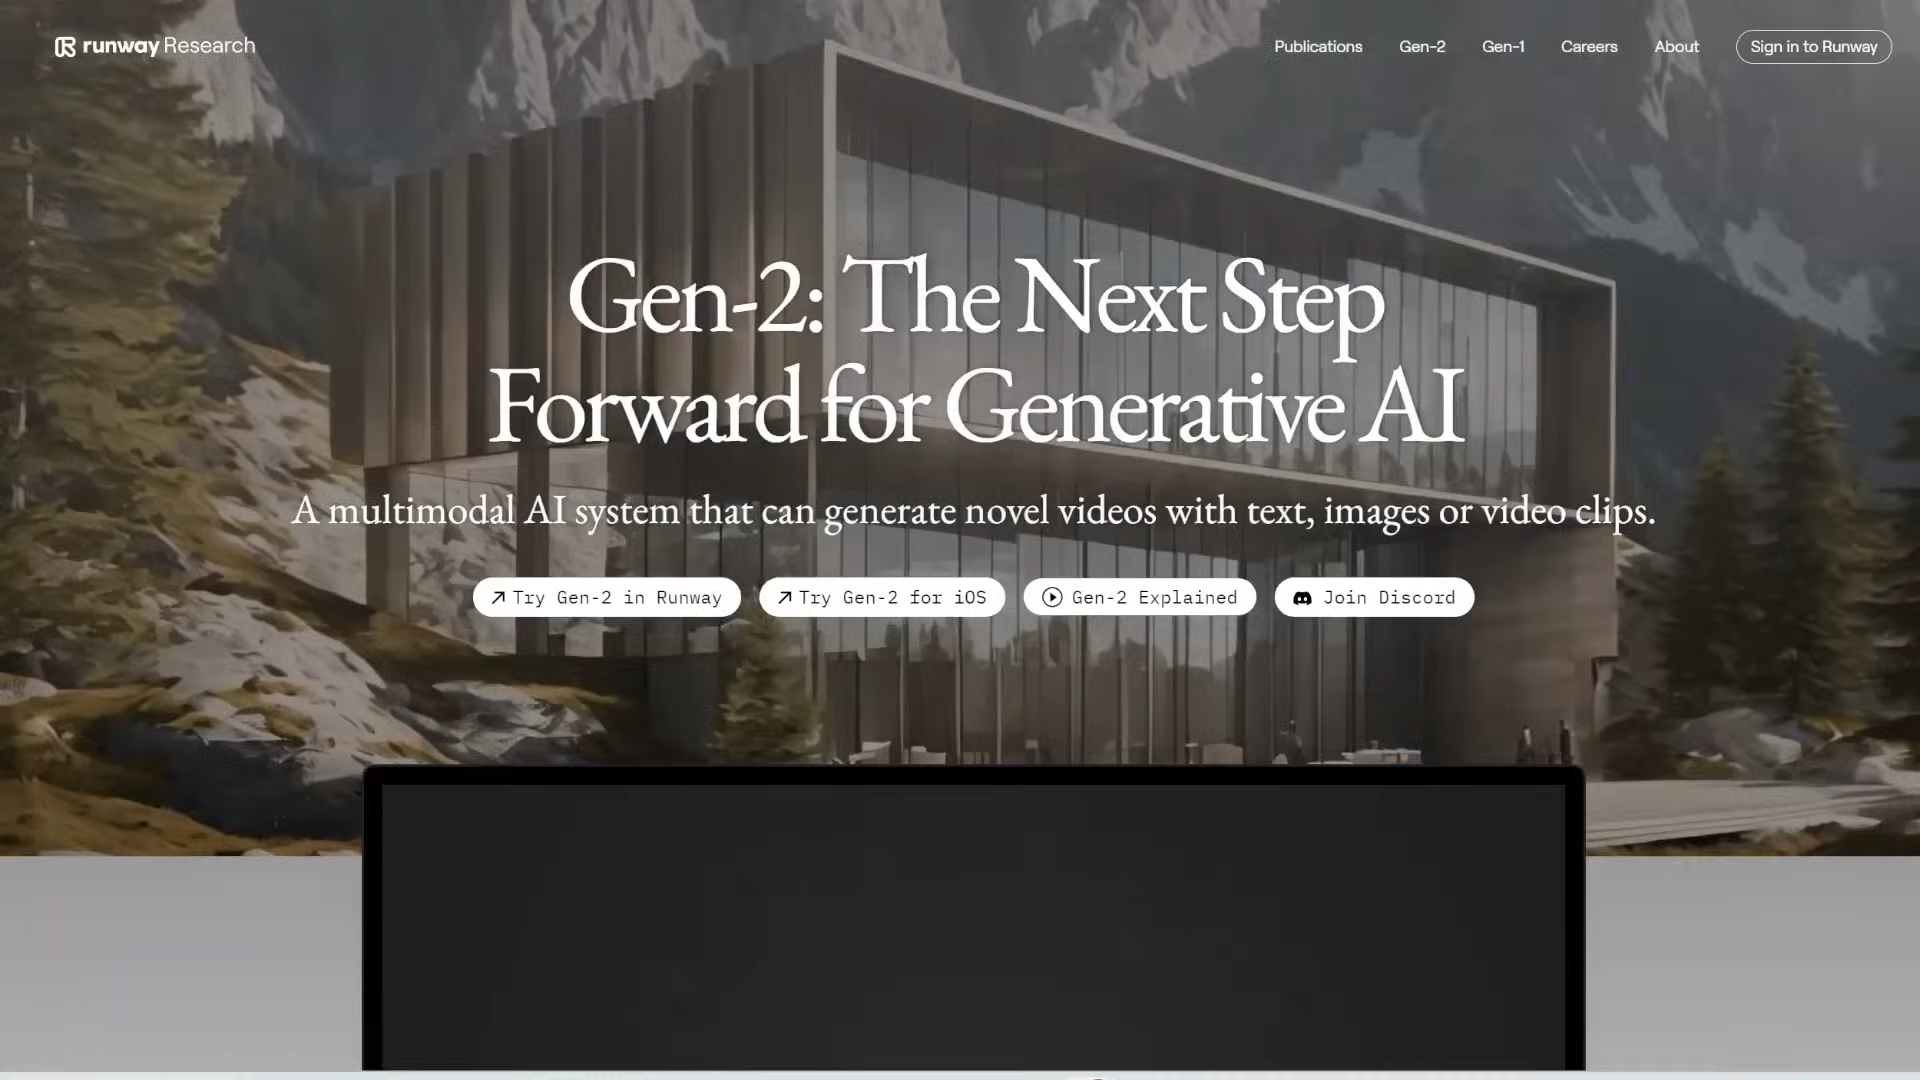 runway Research
Publications
Gen-2
Gen-1
Careers
About
Sign in to Runway
Gen-2: The Next Step
Forward for Generative AI
A multimodal AI system that can generate novel videos with text, images or video clips.
Try Gen-2 in Runway
Try Gen-2 for iOS
Gen-2 Explained
Join Discord